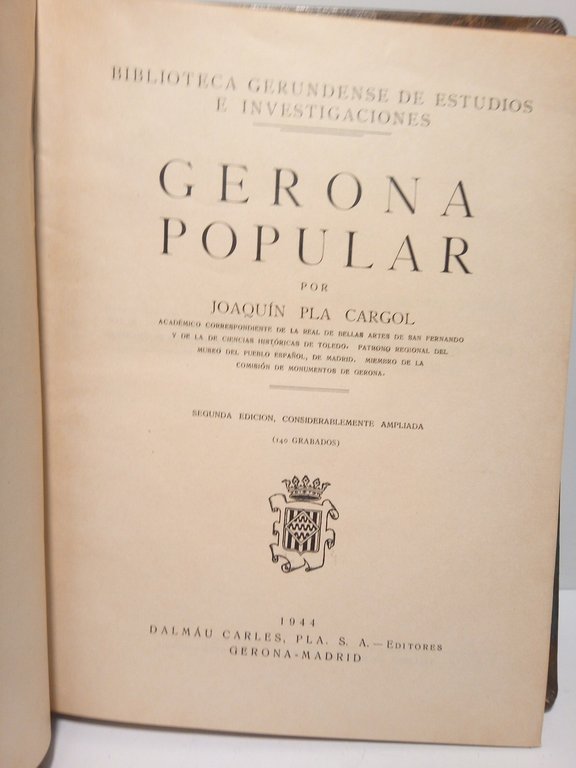 BIBLIOTECA GERUNDENSE DE ESTUDIOS
E INVESTIGACIONES
GERONA
POPULAR
POR
JOAQUÍN PLA CARGOL
ACADÉMICO CORRESPONDIENTE DE LA REAL DE BELLAS ARTES DE SAN FERNANDO
Y DE LA DE CIENCIAS HISTÓRICAS DE TOLEDO. PATRONO REGIONAL DEL
MUSEO DEL PUEBLO ESPAÑOL, DE MADRID. MIEMBRO DE LA
COMISIÓN DE MONUMENTOS DE GERONA.
SEGUNDA EDICION, CONSIDERABLEMENTE AMPLIADA
(140 GRABADOS)
1944
DALMÁU CARLES, PLA, S. A.—EDITORES
GERONA-MADRID